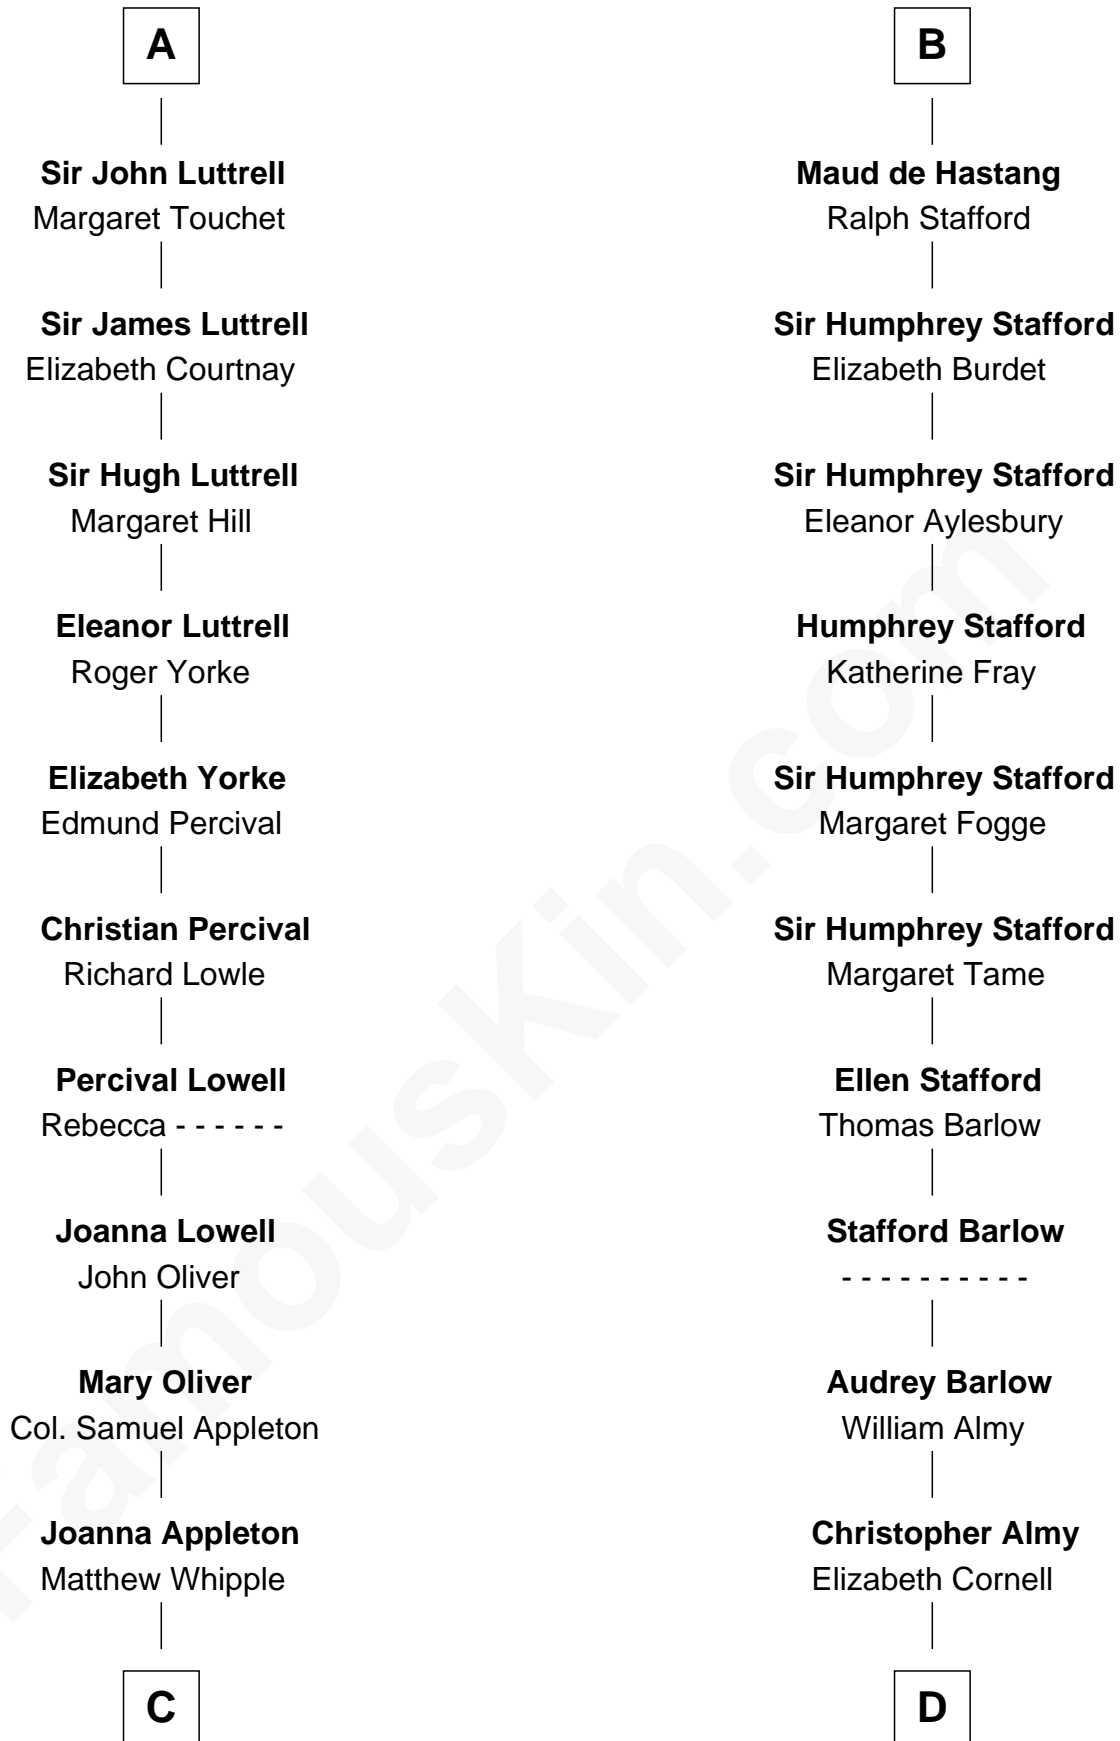 A
Sir John Luttrell
Margaret Touchet
Sir James Luttrell
Elizabeth Courtnay
Sir Hugh Luttrell
Margaret Hill
Eleanor Luttrell
Roger Yorke
Elizabeth Yorke
Edmund Percival
Christian Percival
Richard Lowle
Percival Lowell
Rebecca - - - - - -
Joanna Lowell
John Oliver
Mary Oliver
Col. Samuel Appleton
Joanna Appleton
Matthew Whipple
C
B
Maud de Hastang
Ralph Stafford
Sir Humphrey Stafford
Elizabeth Burdet
Sir Humphrey Stafford
Eleanor Aylesbury
Humphrey Stafford
Katherine Fray
Sir Humphrey Stafford
Margaret Fogge
Sir Humphrey Stafford
Margaret Tame
Ellen Stafford
Thomas Barlow
Stafford Barlow
- - - - - - - - - -
Audrey Barlow
William Almy
Christopher Almy
Elizabeth Cornell
D
FamousKin.com